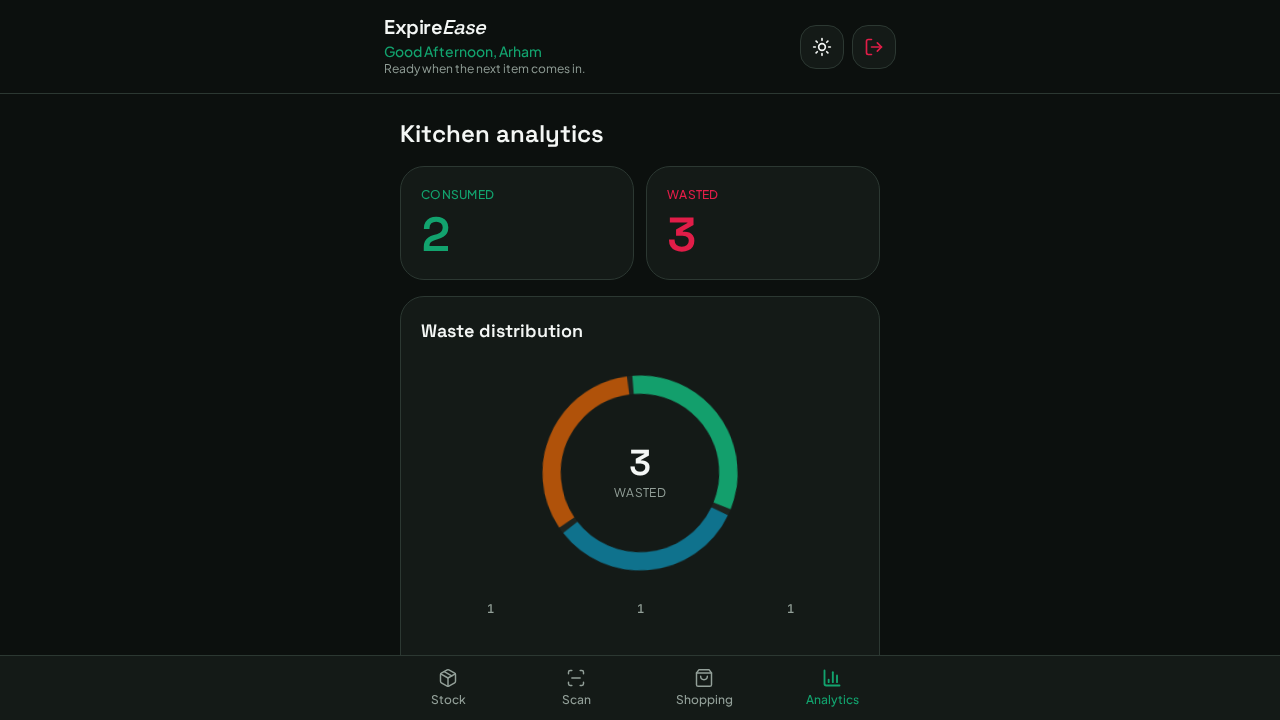 ExpireEase
Good Afternoon, Arham
Ready when the next item comes in.
Kitchen analytics
CONSUMED
2
WASTED
3
Waste distribution
3
WASTED
1 1 1
Stock Scan Shopping Analytics